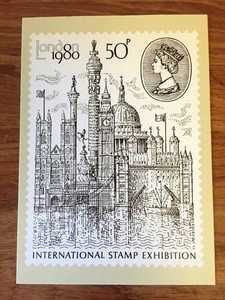 London
1980 50P
INTERNATIONAL STAMP EXHIBITION